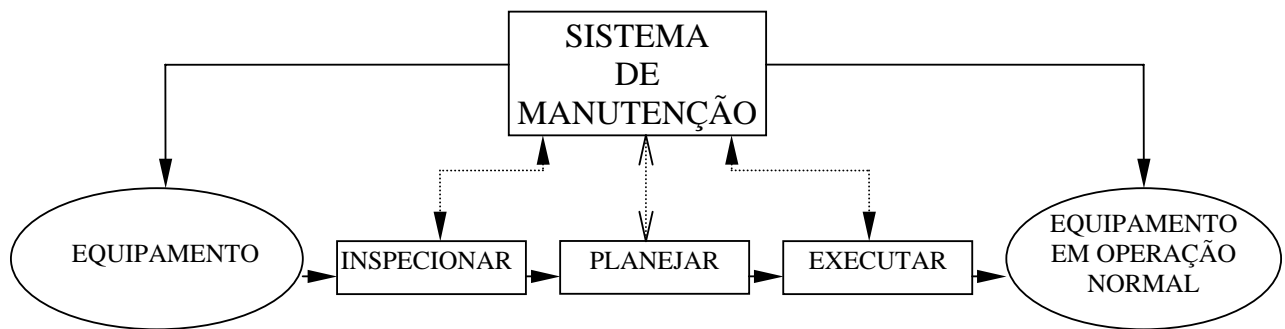 SISTEMA
DE
MANUTENÇÃO
EQUIPAMENTO
INSPECIONAR
PLANEJAR
EXECUTAR
EQUIPAMENTO
EM OPERAÇÃO
NORMAL